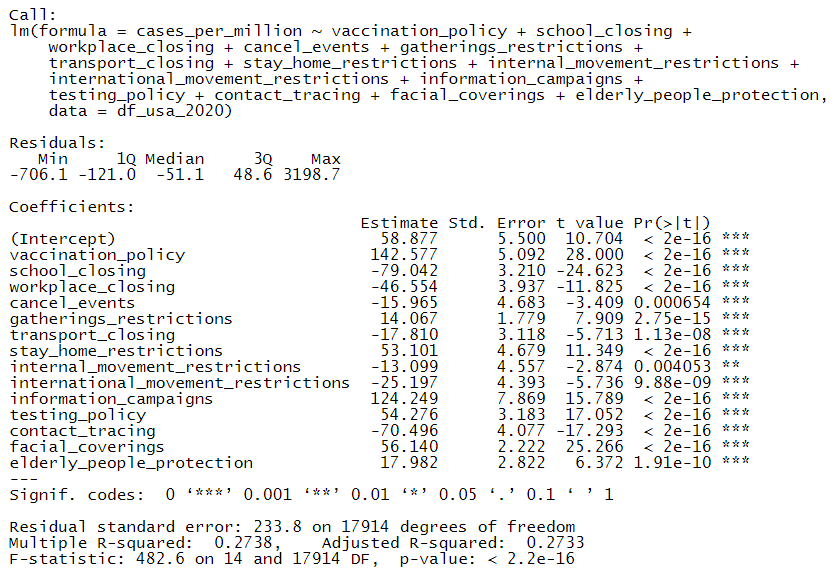 Call:
lm(formula = cases_per_million ~ vaccination_policy + school_closing +
    workplace_closing + cancel_events + gatherings_restrictions +
    transport_closing + stay_home_restrictions + internal_movement_restrictions +
    international_movement_restrictions + information_campaigns +
    testing_policy + contact_tracing + facial_coverings + elderly_people_protection,
    data = df_usa_2020)
Residuals:
   Min     1Q Median     3Q    Max
-706.1 -121.0  -51.1   48.6 3198.7
Coefficients:
                                    Estimate Std. Error t value Pr(>|t|)
(Intercept)                           58.877      5.500  10.704  < 2e-16 ***
vaccination_policy                   142.577      5.092  28.000  < 2e-16 ***
school_closing                       -79.042      3.210 -24.623  < 2e-16 ***
workplace_closing                    -46.554      3.937 -11.825  < 2e-16 ***
cancel_events                        -15.965      4.683  -3.409 0.000654 ***
gatherings_restrictions               14.067      1.779   7.909 2.75e-15 ***
transport_closing                    -17.810      3.118  -5.713 1.13e-08 ***
stay_home_restrictions                53.101      4.679  11.349  < 2e-16 ***
internal_movement_restrictions       -13.099      4.557  -2.874 0.004053 **
international_movement_restrictions  -25.197      4.393  -5.736 9.88e-09 ***
information_campaigns                124.249      7.869  15.789  < 2e-16 ***
testing_policy                        54.276      3.183  17.052  < 2e-16 ***
contact_tracing                      -70.496      4.077 -17.293  < 2e-16 ***
facial_coverings                      56.140      2.222  25.266  < 2e-16 ***
elderly_people_protection             17.982      2.822   6.372 1.91e-10 ***
---
Signif. codes:  0 ‘***’ 0.001 ‘**’ 0.01 ‘*’ 0.05 ‘.’ 0.1 ‘ ’ 1
Residual standard error: 233.8 on 17914 degrees of freedom
Multiple R-squared:  0.2738,    Adjusted R-squared:  0.2733
F-statistic: 482.6 on 14 and 17914 DF,  p-value: < 2.2e-16